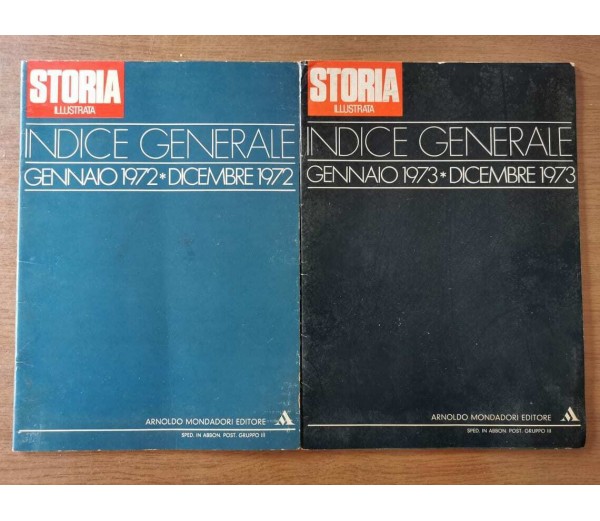 STORIA
ILLUSTRATA
INDICE GENERALE
GENNAIO 1972*DICEMBRE 1972
ARNOLDO MONDADORI EDITORE
SPED. IN ABBON. POST. GRUPPO III
STORIA
ILLUSTRATA
INDICE GENERALE
GENNAIO 1973*DICEMBRE 1973
ARNOLDO MONDADORI EDITORE
SPED. IN ABBON. POST. GRUPPO III